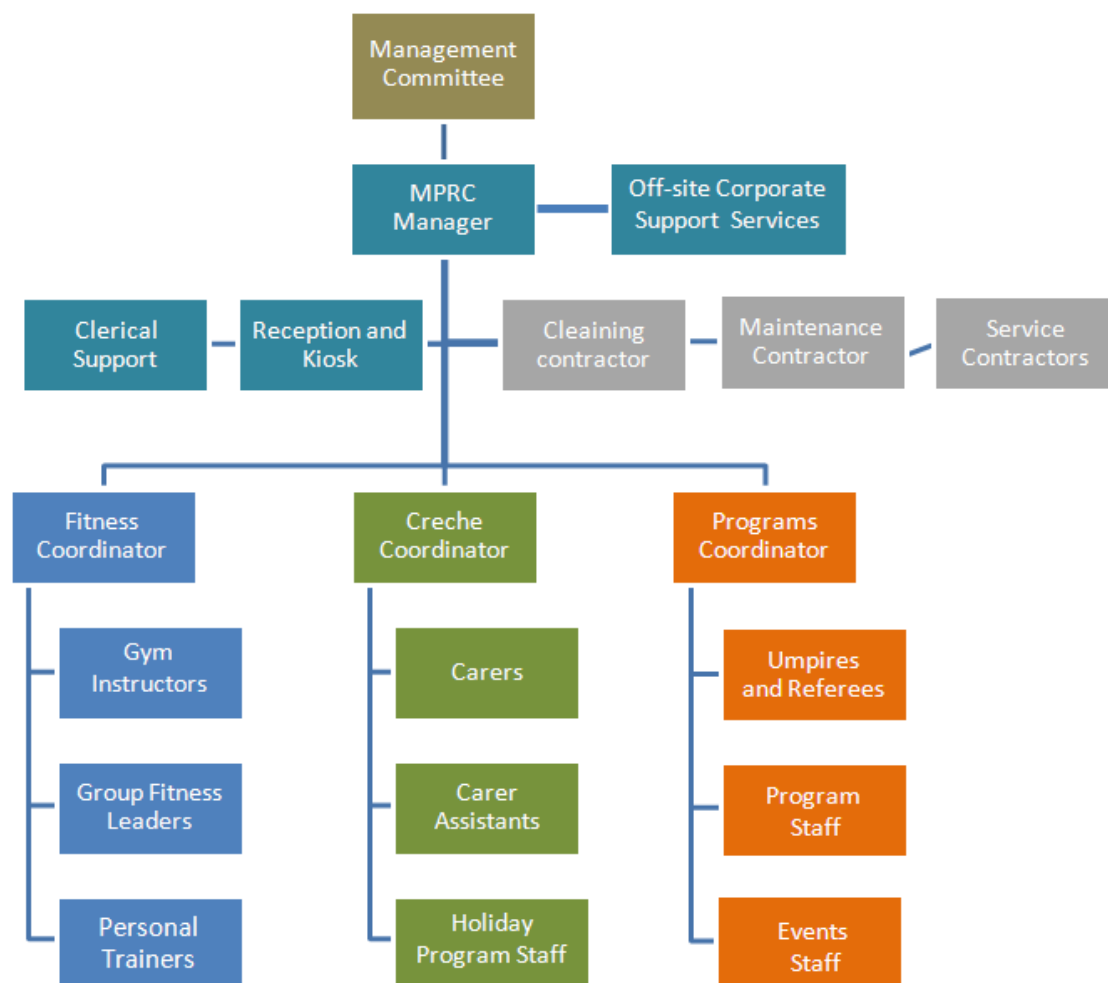 Management
Committee
MPRC
Manager
Off-site Corporate
Support Services
Clerical
Support
Reception and
Kiosk
Cleaining
contractor
Maintenance
Contractor
Service
Contractors
Fitness
Coordinator
Creche
Coordinator
Programs
Coordinator
Gym
Instructors
Carers
Umpires
and Referees
Group Fitness
Leaders
Carer
Assistants
Program
Staff
Personal
Trainers
Holiday
Program Staff
Events
Staff